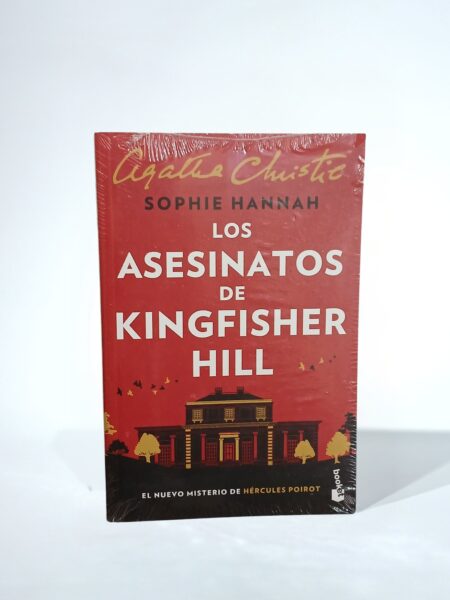 Agatha Christie
SOPHIE HANNAH
LOS
ASESINATOS
DE
KINGFISHER
HILL
EL NUEVO MISTERIO DE HÉRCULES POIROT
booket